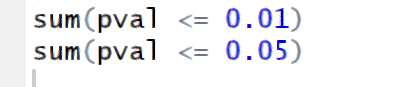 sum(pval <= 0.01)
sum(pval <= 0.05)